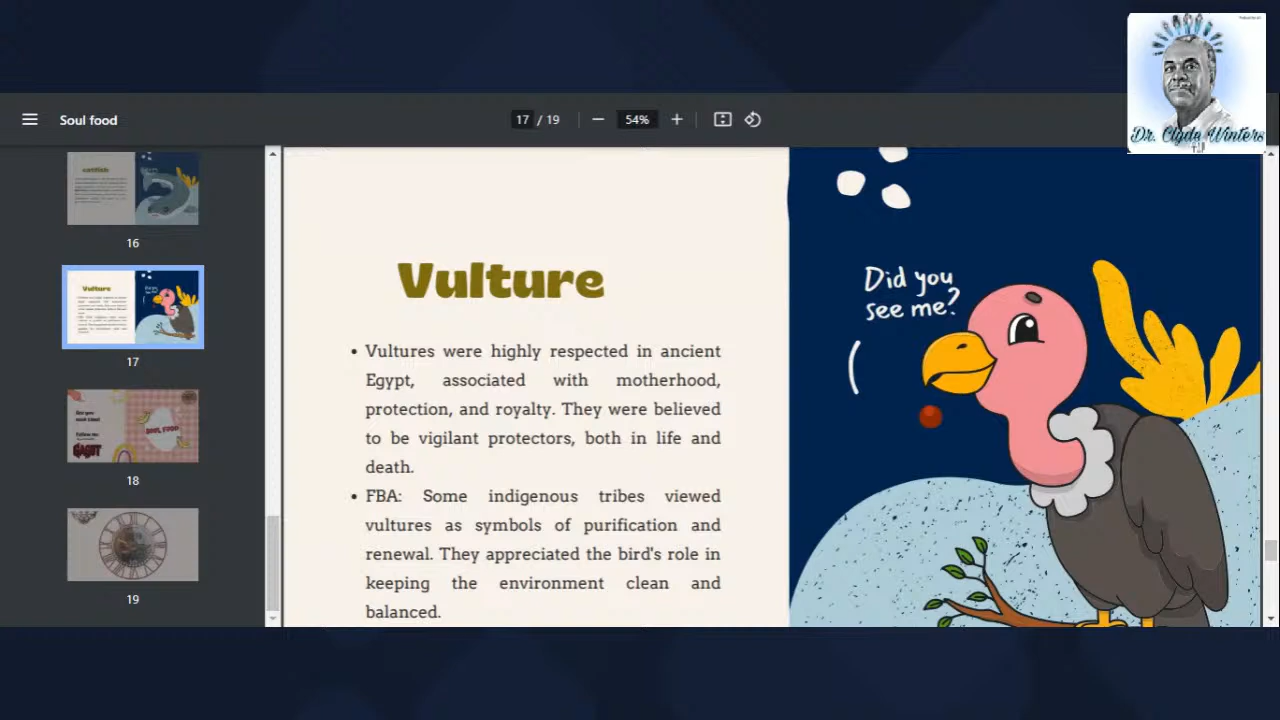 Dr. Clyde Winters
Soul food
17 / 19
54%
16
Vulture
17
18
19
Vulture
• Vultures were highly respected in ancient
Egypt, associated with motherhood,
protection, and royalty. They were believed
to be vigilant protectors, both in life and
death.
• FBA: Some indigenous tribes viewed
vultures as symbols of purification and
renewal. They appreciated the bird's role in
keeping the environment clean and
balanced.
Did you
see me?